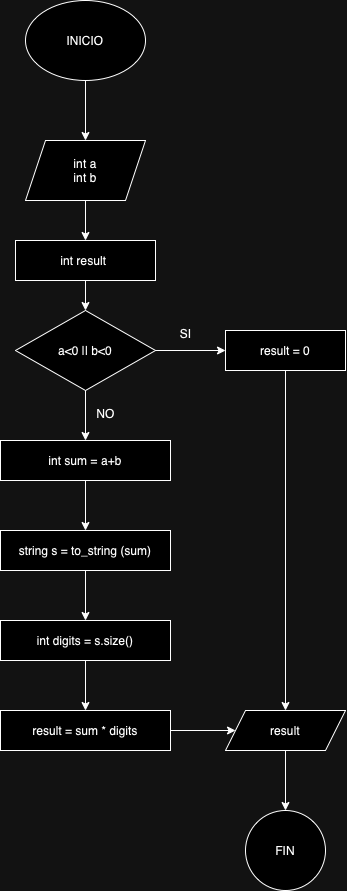 INICIO
int a
int b
int result
a<0 || b<0
SI
result = 0
NO
int sum = a+b
string s = to_string (sum)
int digits = s.size()
result = sum * digits
result
FIN